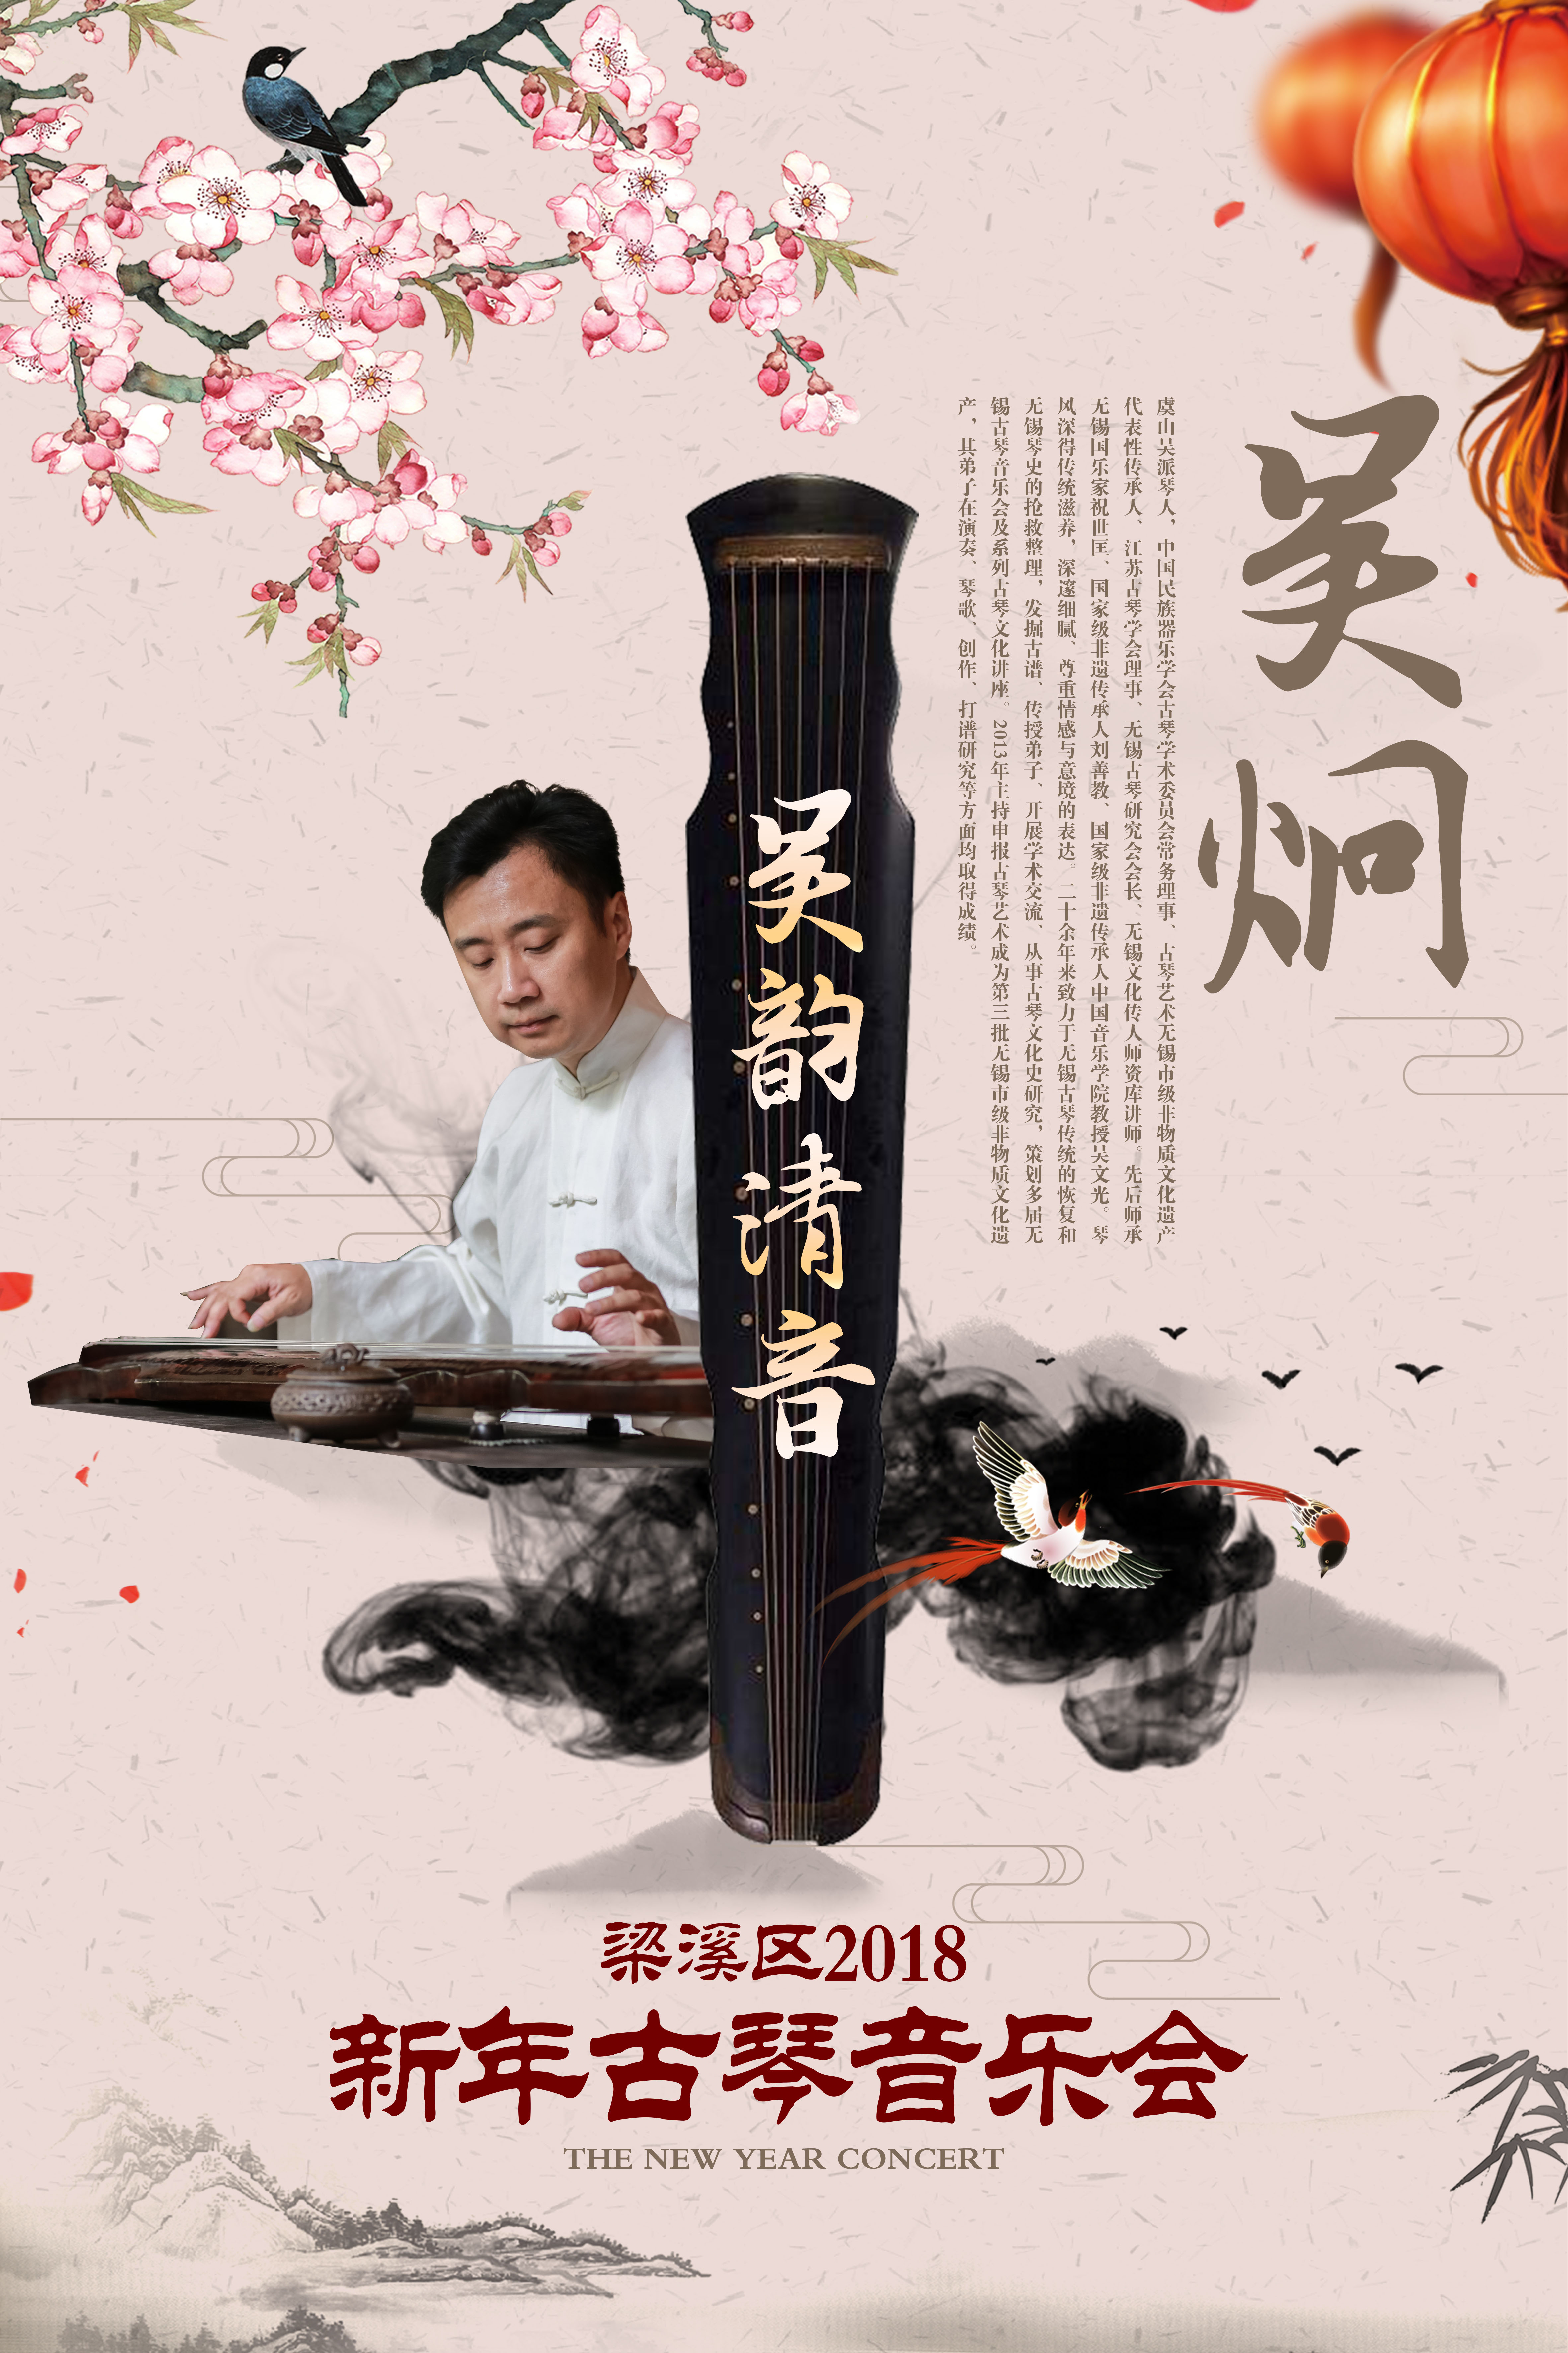 吴炯
虞山吴派琴人，中国民族器乐学会古琴学术委员会常务理事、古琴艺术无锡市级非物质文化遗产
代表性传承人、江苏古琴学会理事、无锡古琴研究会会长、无锡文化传人师资库讲师。先后师承
无锡国乐家祝世匡、国家级非遗传承人刘善教、国家级非遗传承人中国音乐学院教授吴文光。琴
风深得传统滋养，深邃细腻、尊重情感与意境的表达。二十余年来致力于无锡古琴传统的恢复和
无锡琴史的抢救整理，发掘古谱、传授弟子、开展学术交流、从事古琴文化史研究，策划多届无
锡古琴音乐会及系列古琴文化讲座。2013年主持申报古琴艺术成为第三批无锡市级非物质文化遗
产，其弟子在演奏、琴歌、创作、打谱研究等方面均取得成绩。
吴韵清音
梁溪区2018
新年古琴音乐会
THE NEW YEAR CONCERT